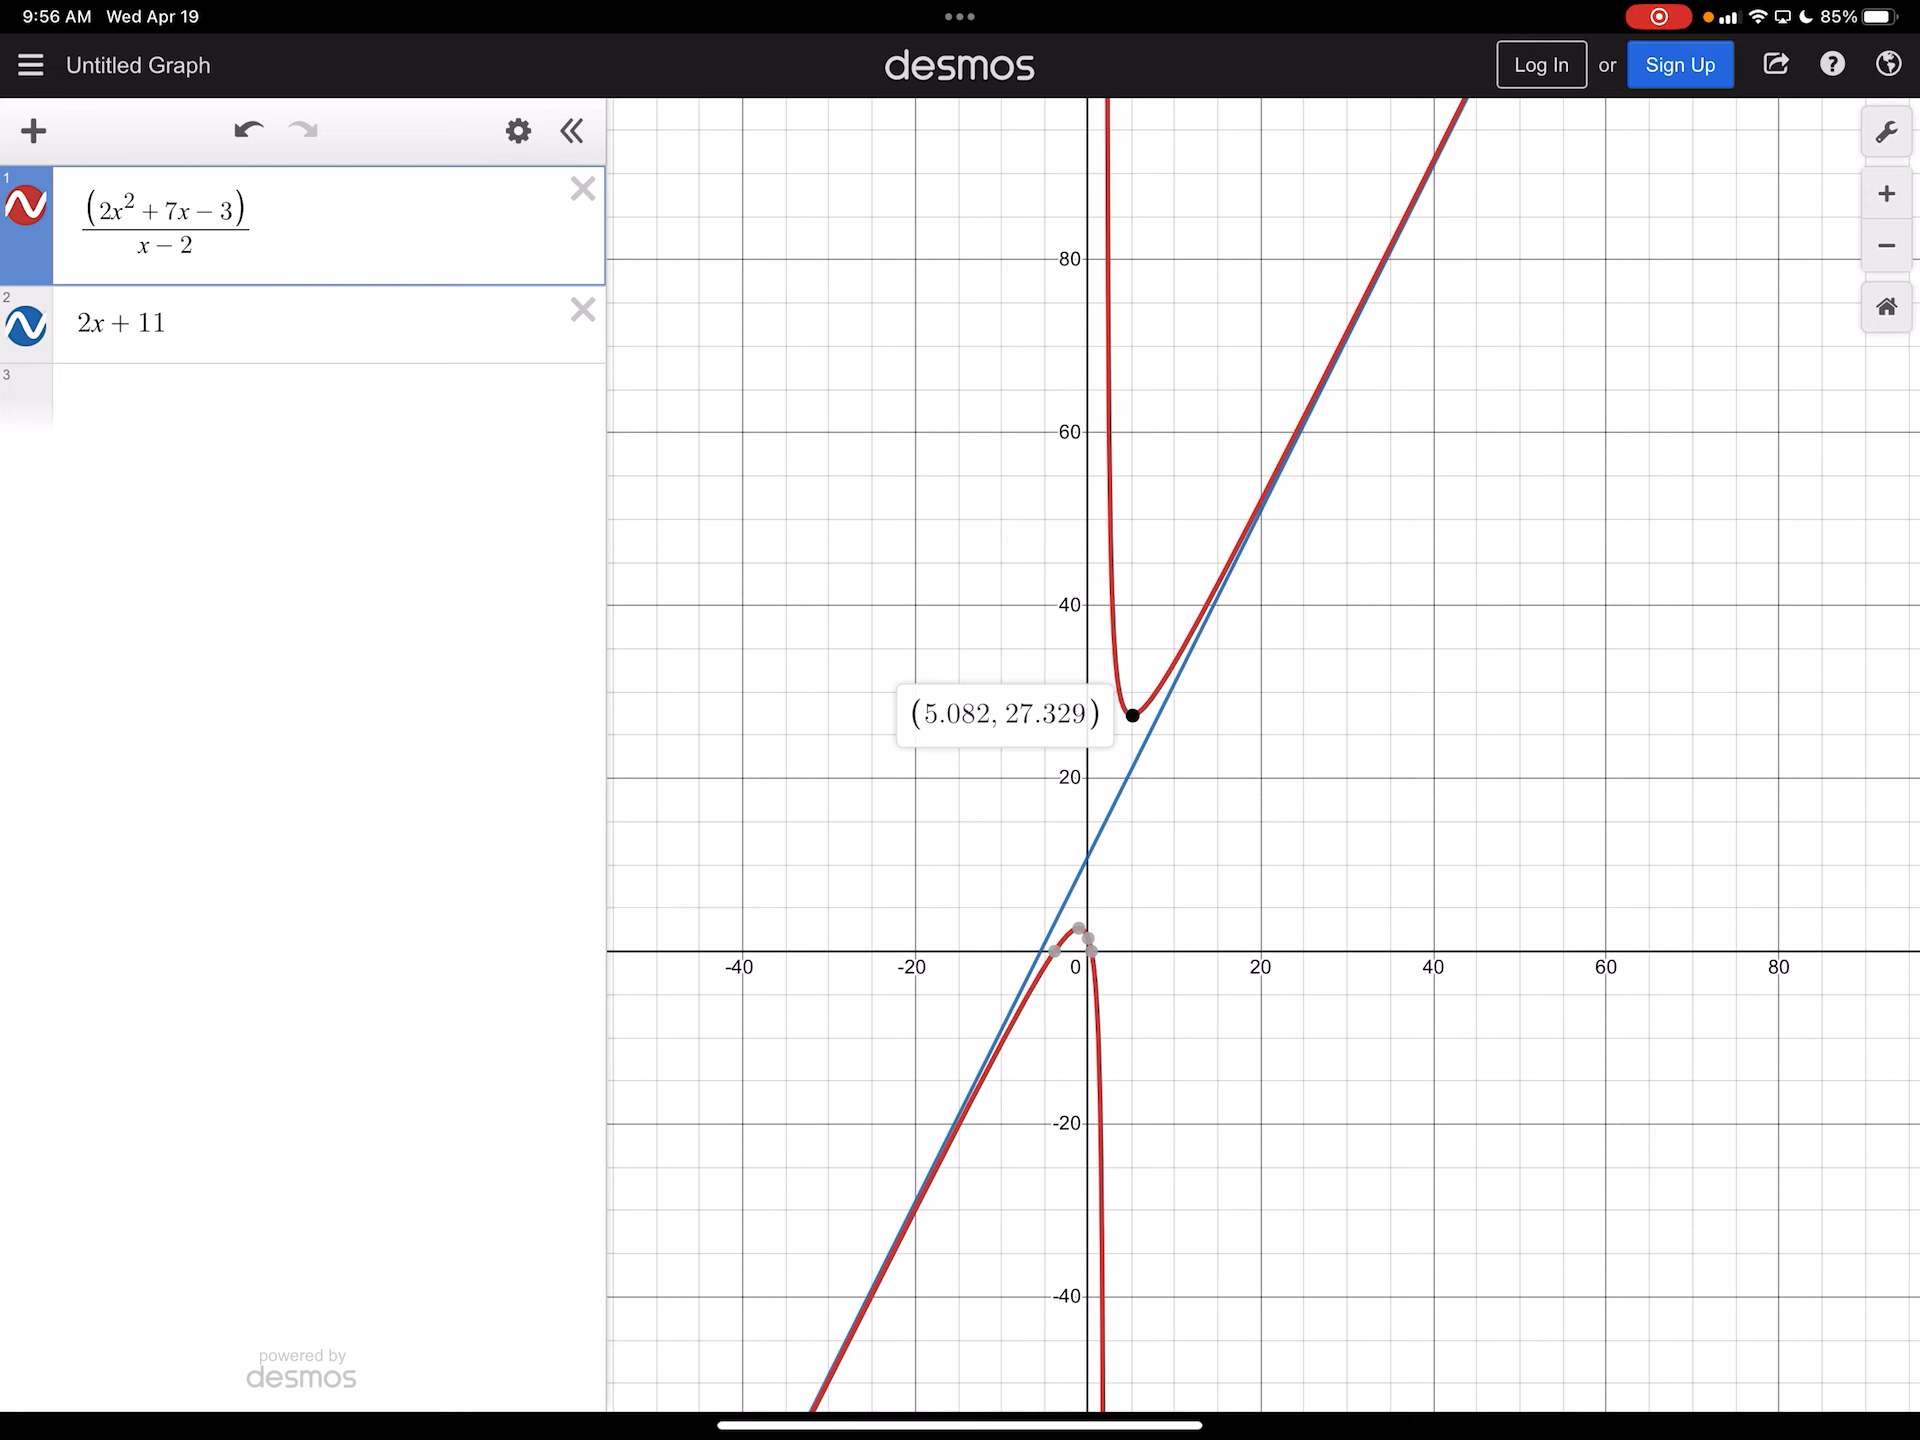 9:56 AM Wed Apr 19
85%
Untitled Graph
desmos
Log In or Sign Up
1
(2x² + 7x − 3)
x − 2
2
2x + 11
3
80
60
40
(5.082, 27.329)
20
-40 -20 0 20 40 60 80
-20
-40
powered by
desmos